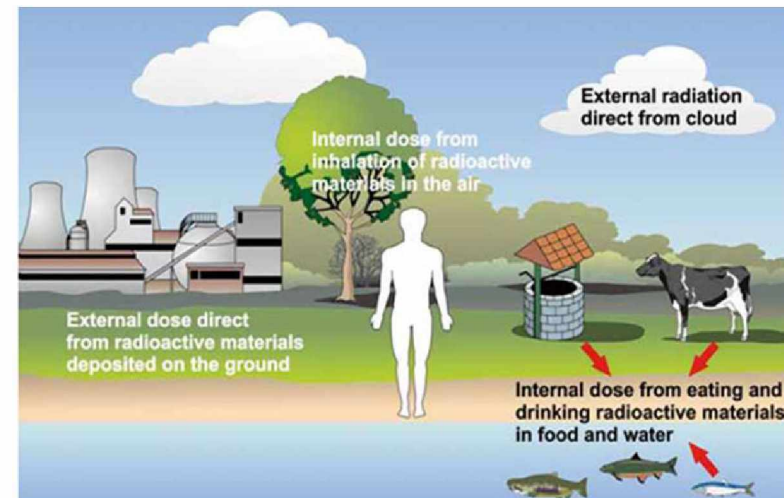 External radiation
direct from cloud
Internal dose from
inhalation of radioactive
materials in the air
External dose direct
from radioactive materials
deposited on the ground
Internal dose from eating and
drinking radioactive materials
in food and water